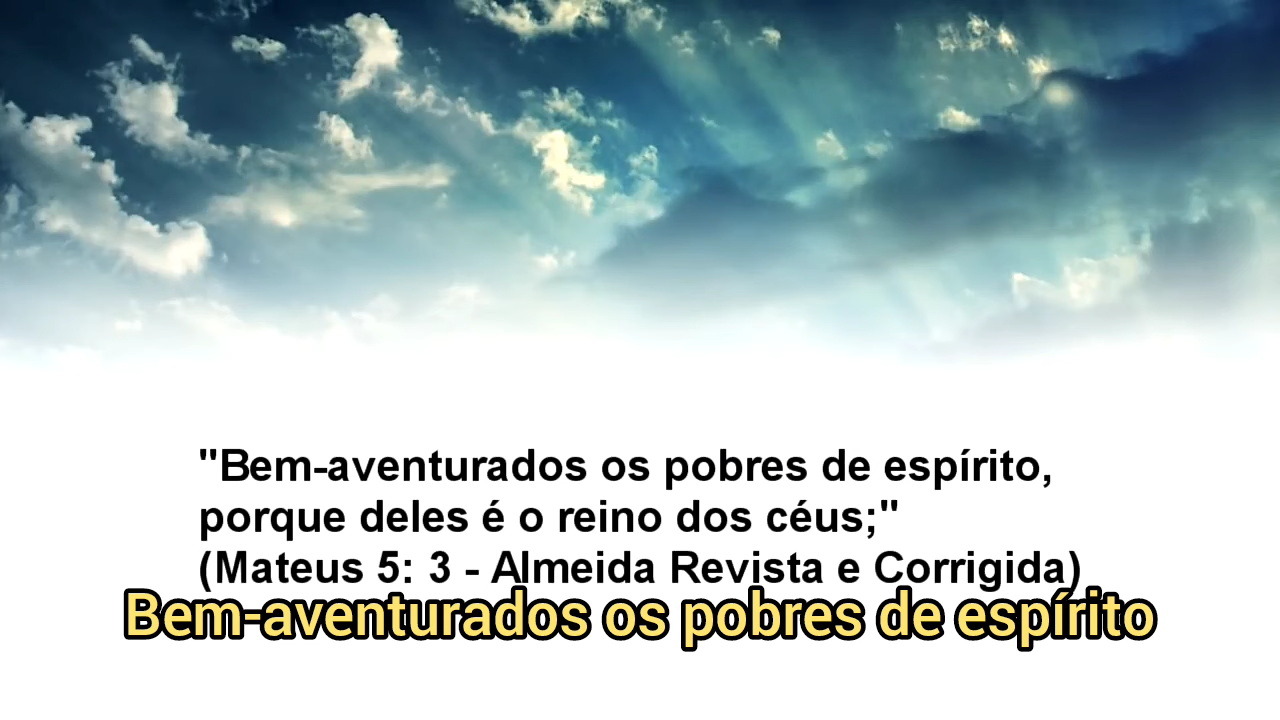 "Bem-aventurados os pobres de espírito,
porque deles é o reino dos céus;"
(Mateus 5: 3 - Almeida Revista e Corrigida)
Bem-aventurados os pobres de espírito